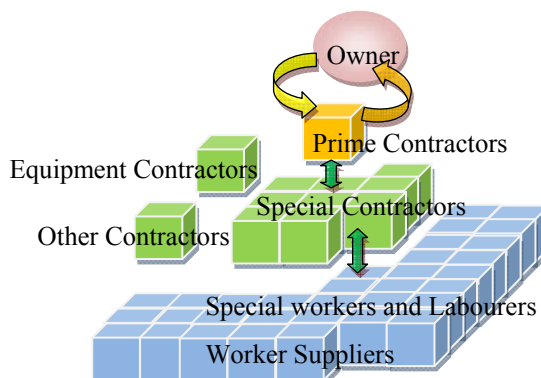 Owner
Prime Contractors
Equipment Contractors
Special Contractors
Other Contractors
Special workers and Labourers
Worker Suppliers